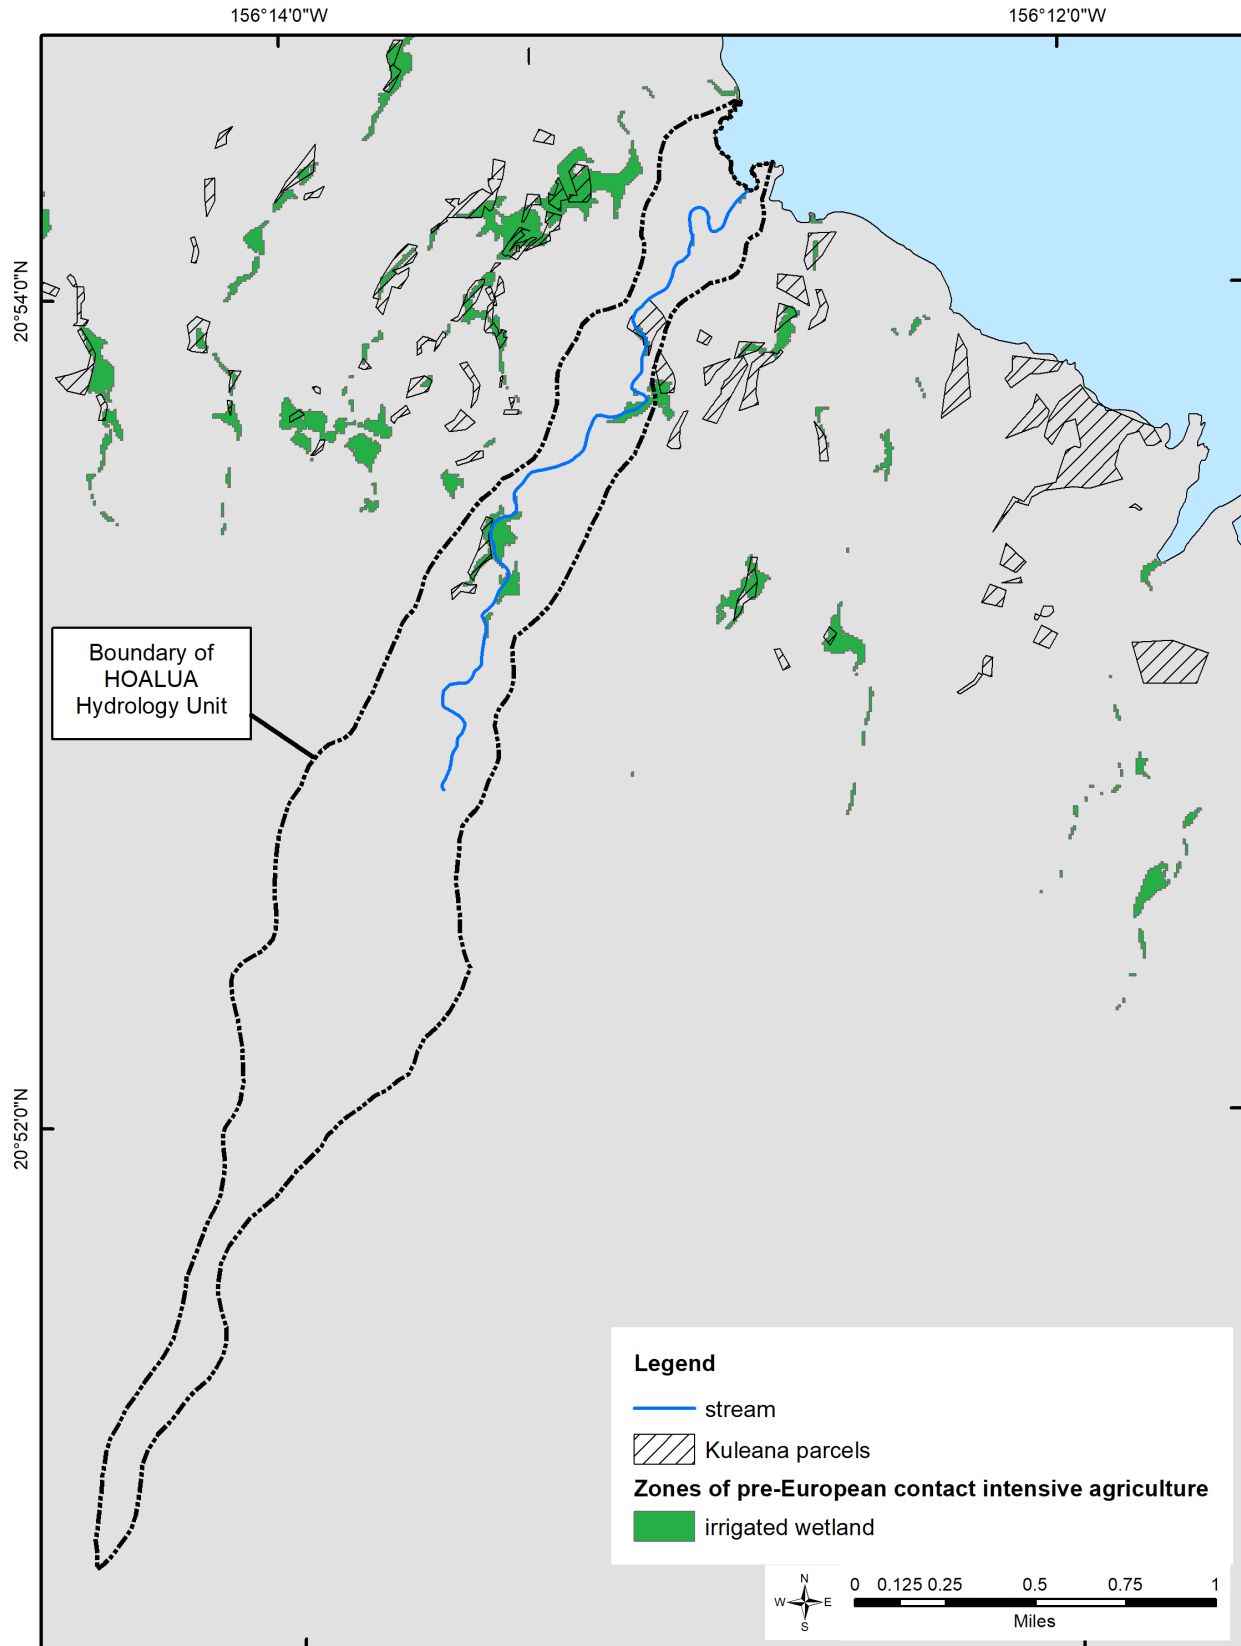 156°14'0"W
156°12'0"W
20°54'0"N
Boundary of
HOALUA
Hydrology Unit
20°52'0"N
Legend
stream
Kuleana parcels
Zones of pre-European contact intensive agriculture
irrigated wetland
N
W E
S
0 0.125 0.25 0.5 0.75 1
Miles